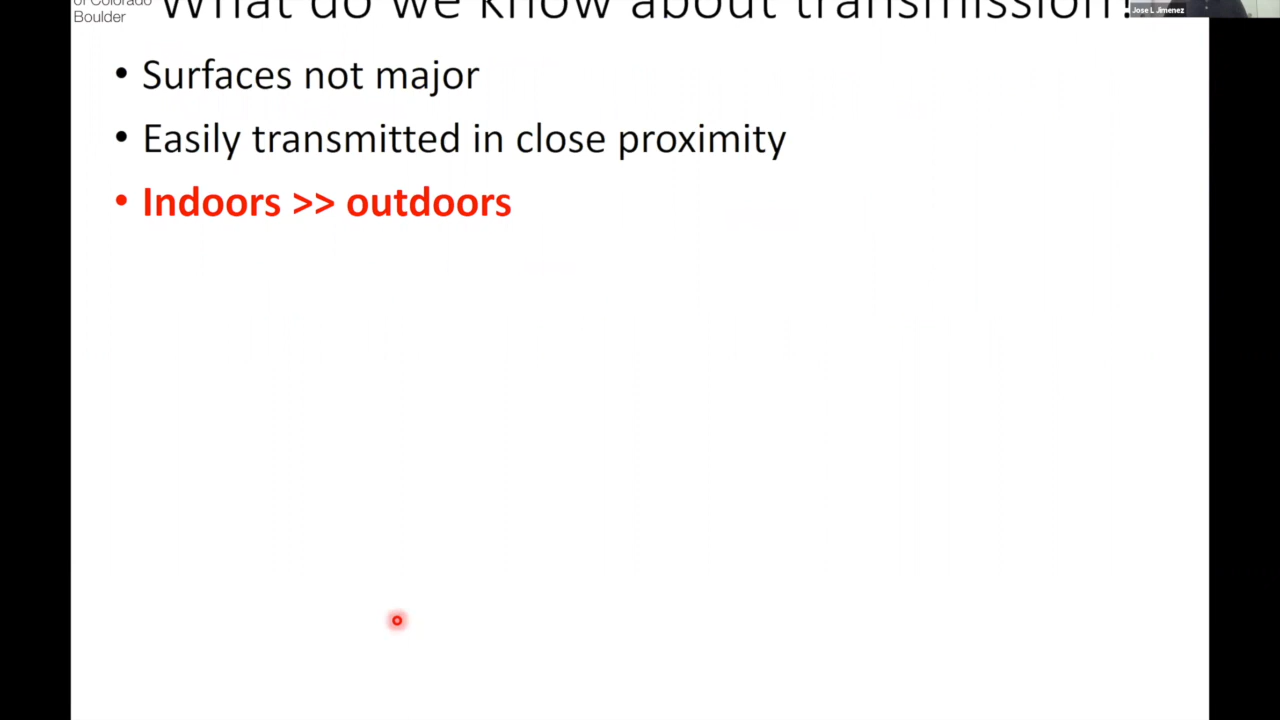 of Colorado
Boulder
What do we know about transmission?
Jose L Jimenez
• Surfaces not major
• Easily transmitted in close proximity
• Indoors >> outdoors